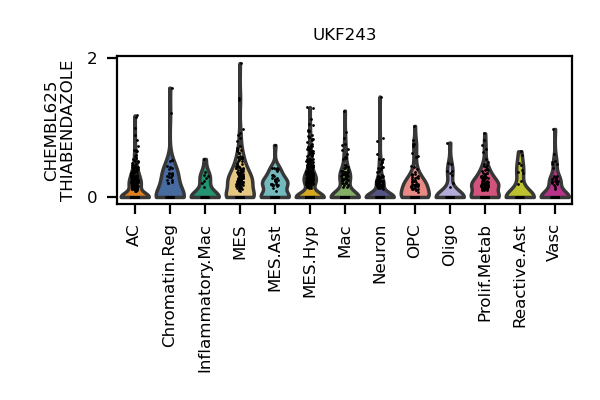 UKF243
CHEMBL625
THIABENDAZOLE
2
0
AC
Chromatin.Reg
Inflammatory.Mac
MES
MES.Ast
MES.Hyp
Mac
Neuron
OPC
Oligo
Prolif.Metab
Reactive.Ast
Vasc